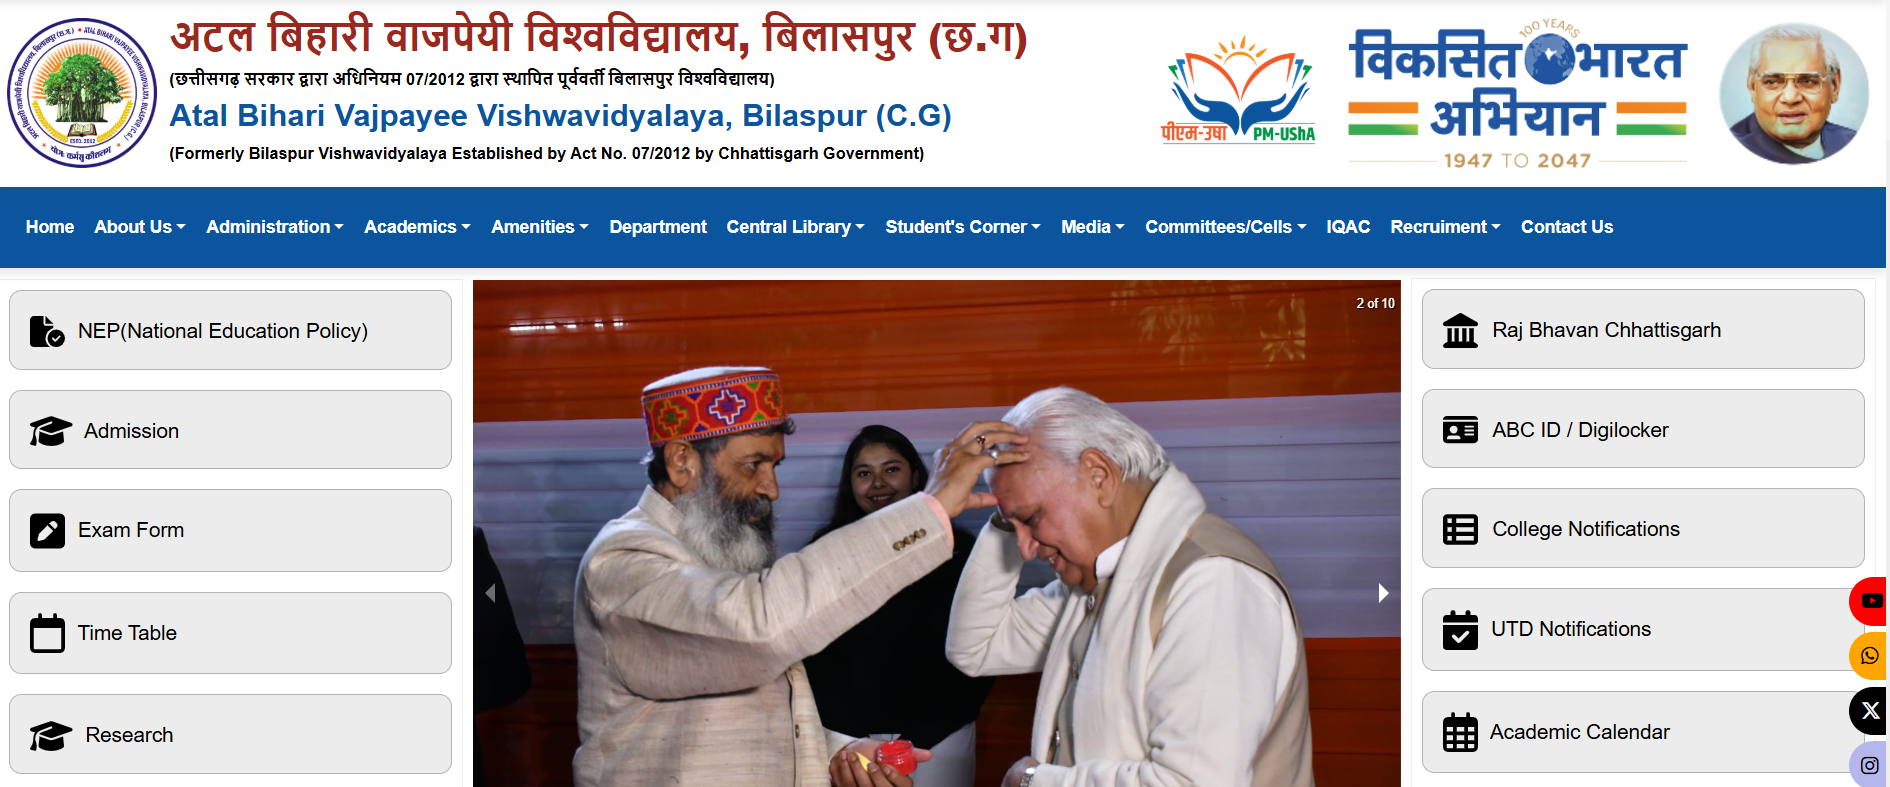 अटल बिहारी वाजपेयी विश्वविद्यालय, बिलासपुर (छ.ग)
(छत्तीसगढ़ सरकार द्वारा अधिनियम 07/2012 द्वारा स्थापित पूर्ववर्ती बिलासपुर विश्वविद्यालय)
Atal Bihari Vajpayee Vishwavidyalaya, Bilaspur (C.G)
(Formerly Bilaspur Vishwavidyalaya Established by Act No. 07/2012 by Chhattisgarh Government)
पीएम-उषा PM-UShA
100 YEARS
विकसित भारत
अभियान
1947 TO 2047
Home About Us Administration Academics Amenities Department Central Library Student's Corner Media Committees/Cells IQAC Recruiment Contact Us
NEP(National Education Policy)
Admission
Exam Form
Time Table
Research
2 of 10
Raj Bhavan Chhattisgarh
ABC ID / Digilocker
College Notifications
UTD Notifications
Academic Calendar